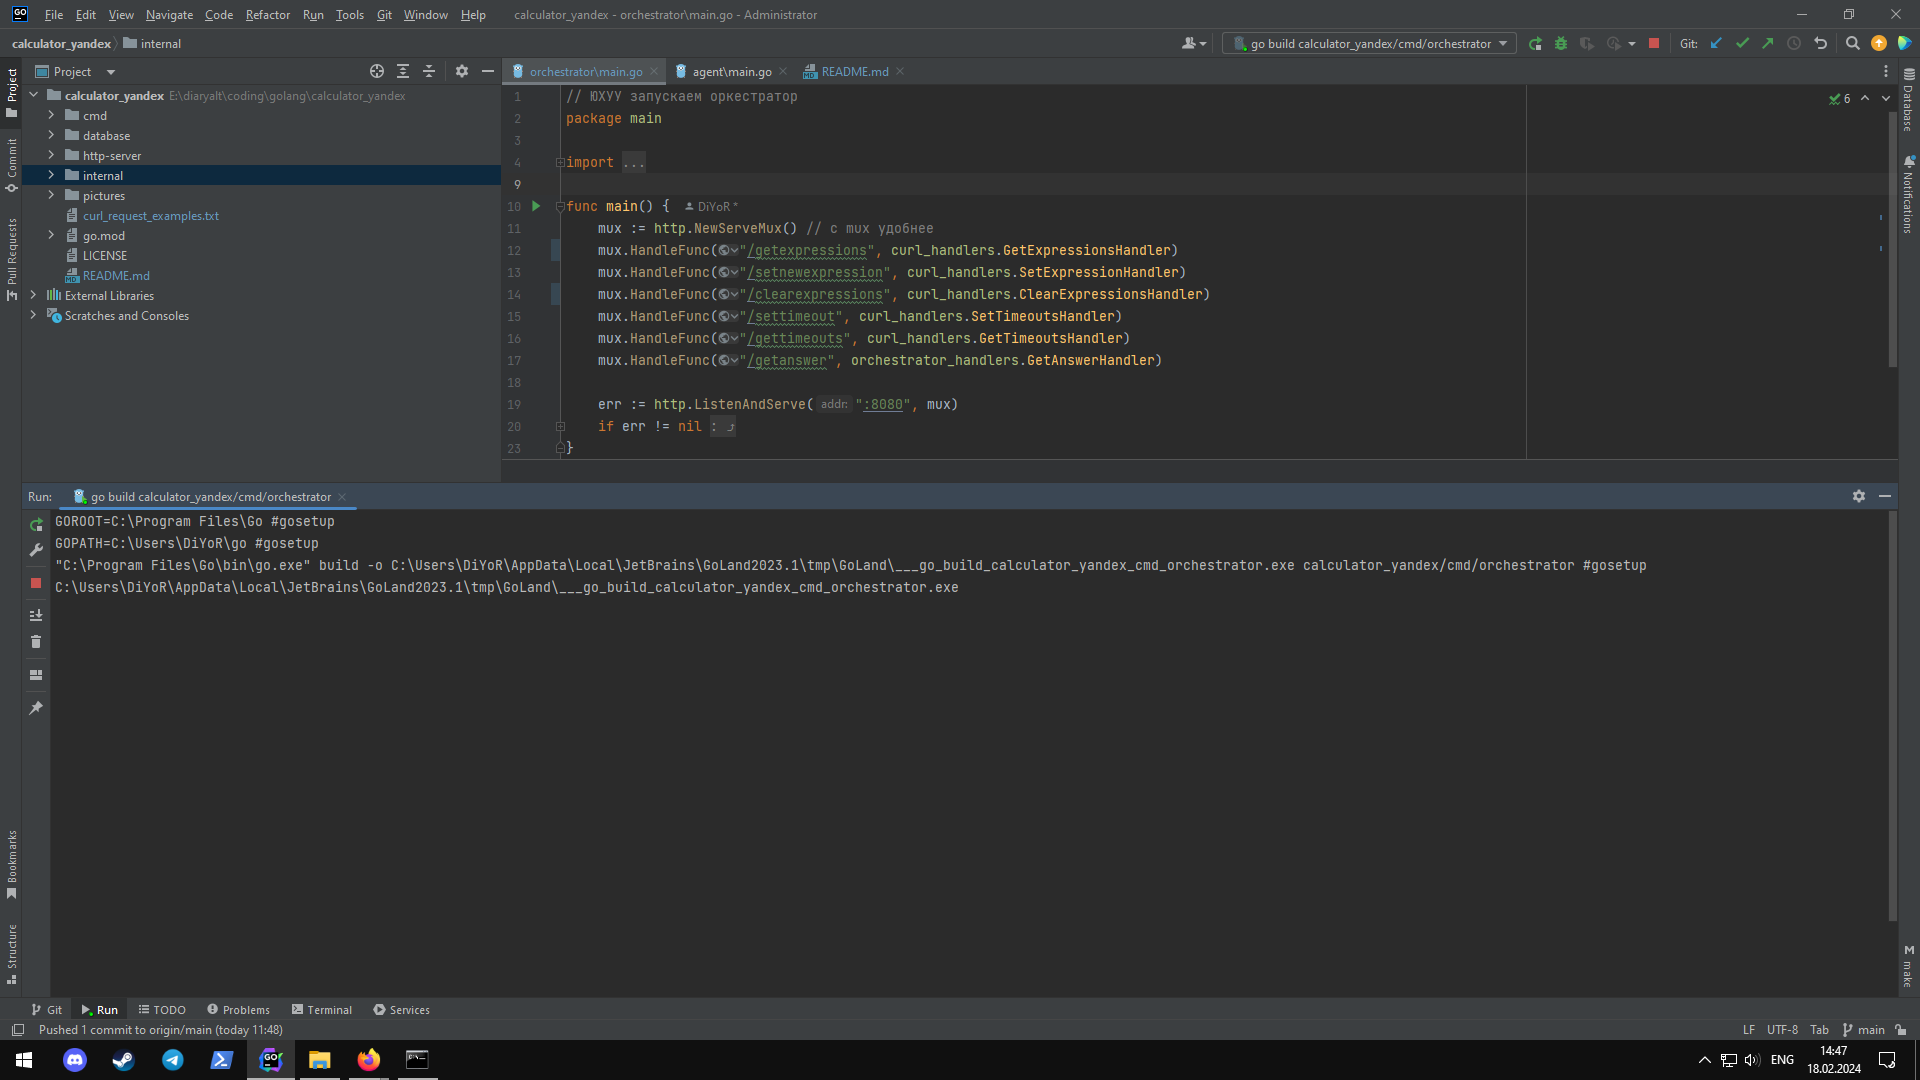 File Edit View Navigate Code Refactor Run Tools Git Window Help calculator_yandex - orchestrator\main.go - Administrator
calculator_yandex internal go build calculator_yandex/cmd/orchestrator Git:
Project
orchestrator\main.go agent\main.go README.md
calculator_yandex E:\diaryalt\coding\golang\calculator_yandex
cmd
database
http-server
internal
pictures
curl_request_examples.txt
go.mod
LICENSE
README.md
External Libraries
Scratches and Consoles
Project
Commit
Pull Requests
Bookmarks
Structure
1 // ЮХУУ запускаем оркестратор
2 package main
3
4 import ...
9
10 func main() { DiYoR *
11 mux := http.NewServeMux() // с mux удобнее
12 mux.HandleFunc("/getexpressions", curl_handlers.GetExpressionsHandler)
13 mux.HandleFunc("/setnewexpression", curl_handlers.SetExpressionHandler)
14 mux.HandleFunc("/clearexpressions", curl_handlers.ClearExpressionsHandler)
15 mux.HandleFunc("/settimeout", curl_handlers.SetTimeoutsHandler)
16 mux.HandleFunc("/gettimeouts", curl_handlers.GetTimeoutsHandler)
17 mux.HandleFunc("/getanswer", orchestrator_handlers.GetAnswerHandler)
18
19 err := http.ListenAndServe( addr: ":8080", mux)
20 if err != nil :
23 }
6
Database
Notifications
make
Run: go build calculator_yandex/cmd/orchestrator
GOROOT=C:\Program Files\Go #gosetup
GOPATH=C:\Users\DiYoR\go #gosetup
"C:\Program Files\Go\bin\go.exe" build -o C:\Users\DiYoR\AppData\Local\JetBrains\GoLand2023.1\tmp\GoLand\___go_build_calculator_yandex_cmd_orchestrator.exe calculator_yandex/cmd/orchestrator #gosetup
C:\Users\DiYoR\AppData\Local\JetBrains\GoLand2023.1\tmp\GoLand\___go_build_calculator_yandex_cmd_orchestrator.exe
Git Run TODO Problems Terminal Services
Pushed 1 commit to origin/main (today 11:48) LF UTF-8 Tab main
ENG 14:47
18.02.2024